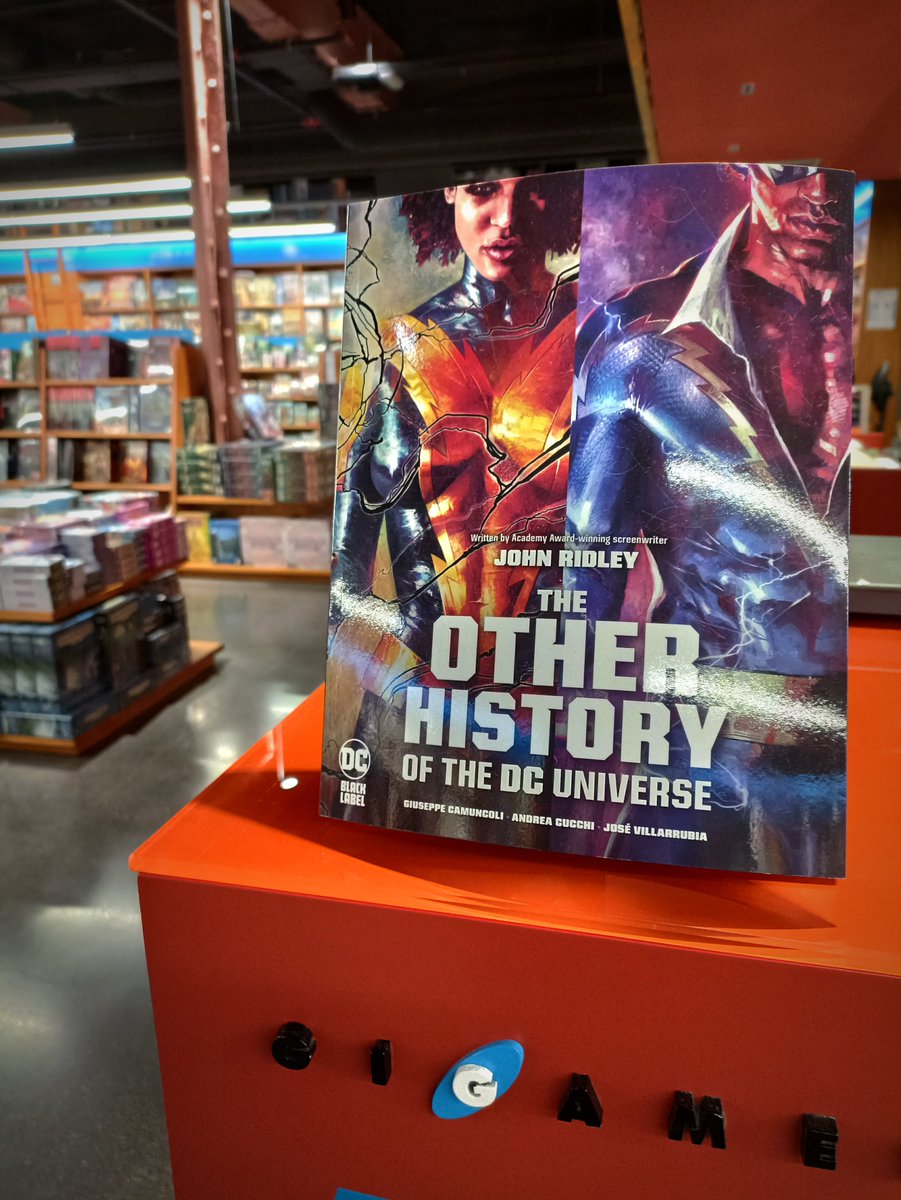 Written by Academy Award-winning screenwriter
JOHN RIDLEY
THE
OTHER
HISTORY
OF THE DC UNIVERSE
DC
BLACK
LABEL
GIUSEPPE CAMUNCOLI · ANDREA CUCCHI · JOSÉ VILLARRUBIA
SIGAME